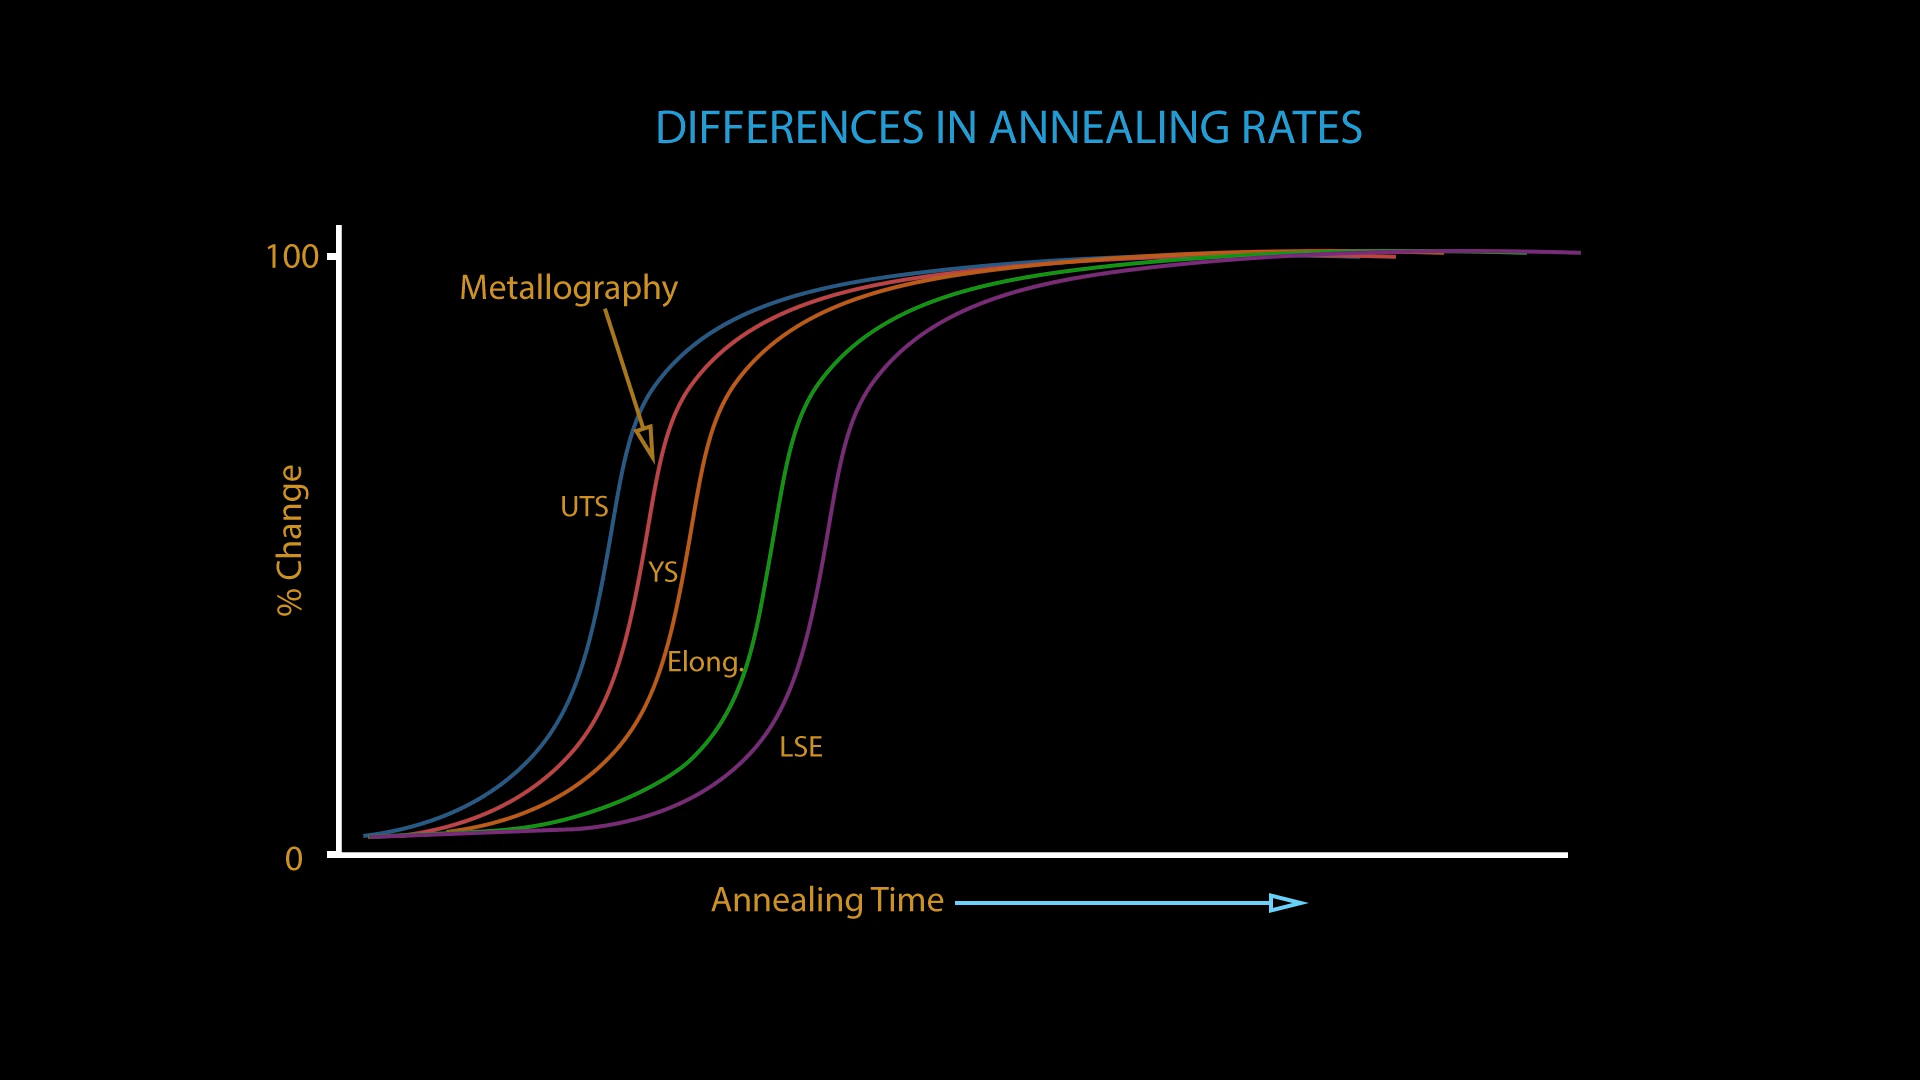 DIFFERENCES IN ANNEALING RATES
100
Metallography
UTS
YS
Elong.
LSE
% Change
0
Annealing Time